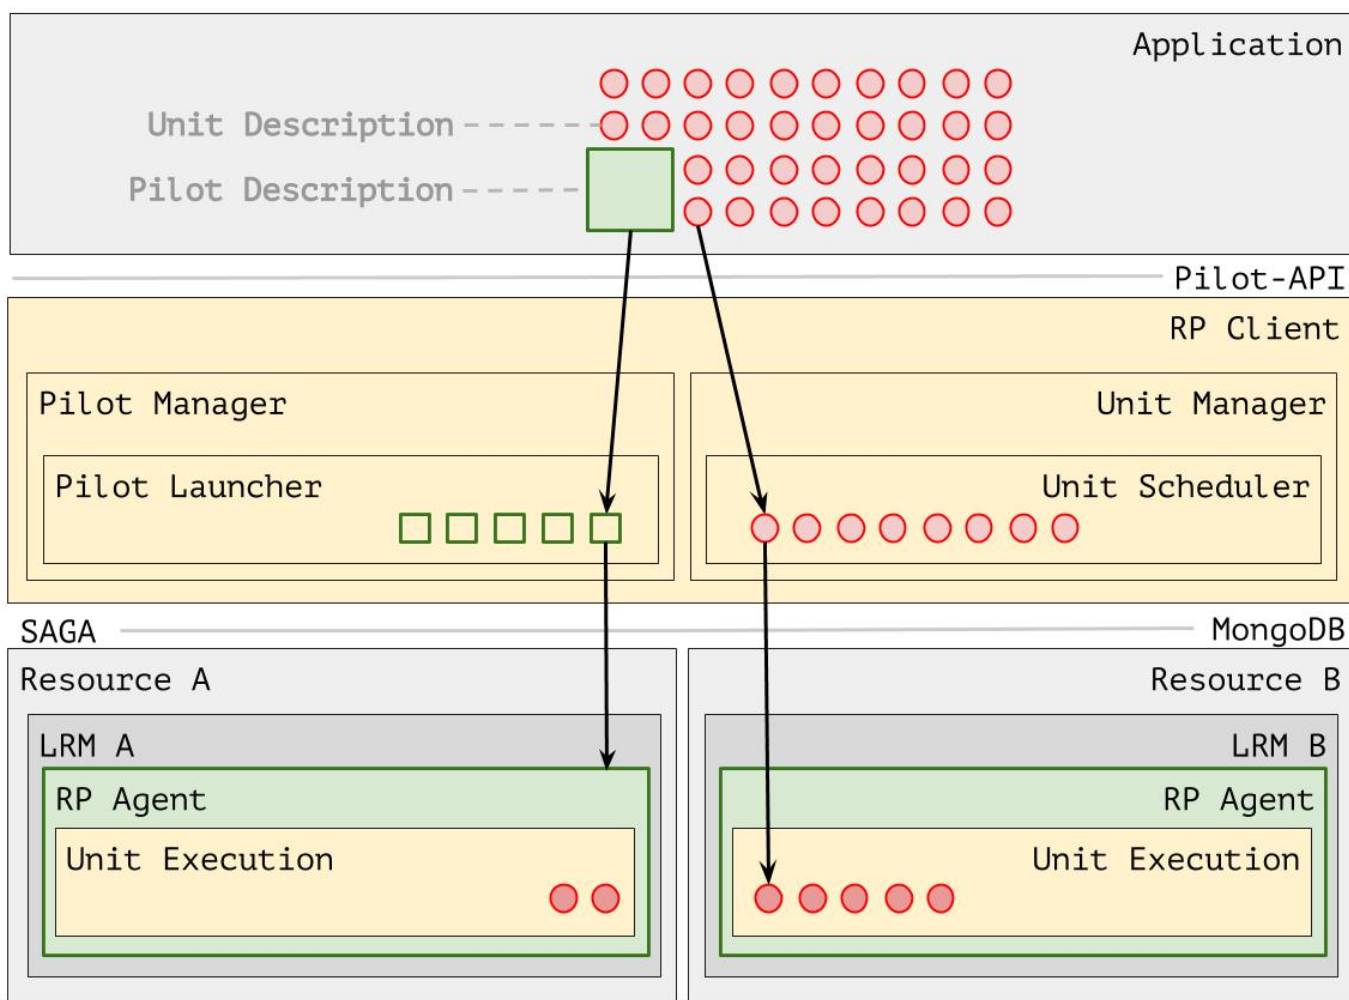 Application
Unit Description
Pilot Description
Pilot-API
RP Client
Pilot Manager
Unit Manager
Pilot Launcher
Unit Scheduler
SAGA
MongoDB
Resource A
Resource B
LRM A
LRM B
RP Agent
RP Agent
Unit Execution
Unit Execution